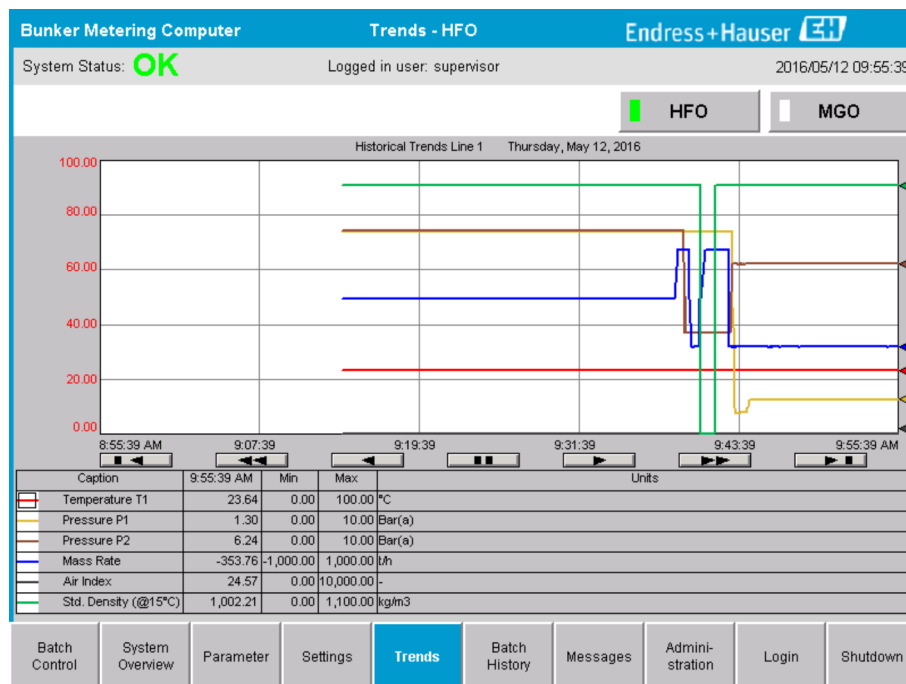 Bunker Metering Computer Trends - HFO Endress+Hauser EH
System Status: OK Logged in user: supervisor 2016/05/12 09:55:39
HFO MGO
Historical Trends Line 1 Thursday, May 12, 2016
100.00
80.00
60.00
40.00
20.00
0.00
8:55:39 AM 9:07:39 9:19:39 9:31:39 9:43:39 9:55:39 AM
Caption 9:55:39 AM Min Max Units
Temperature T1 23.64 0.00 100.00 °C
Pressure P1 1.30 0.00 10.00 Bar(a)
Pressure P2 6.24 0.00 10.00 Bar(a)
Mass Rate -353.76 -1,000.00 1,000.00 t/h
Air Index 24.57 0.00 10,000.00 -
Std. Density (@15°C) 1,002.21 0.00 1,100.00 kg/m3
Batch Control System Overview Parameter Settings Trends Batch History Messages Admini-stration Login Shutdown